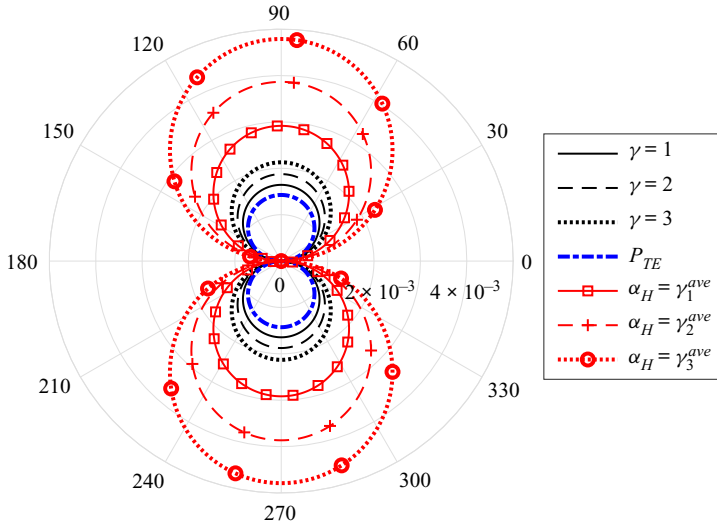 90
120
60
150
30
180
0
0
2 × 10⁻³
4 × 10⁻³
210
330
240
300
270
γ = 1
γ = 2
γ = 3
P_TE
α_H = γ_1^ave
α_H = γ_2^ave
α_H = γ_3^ave